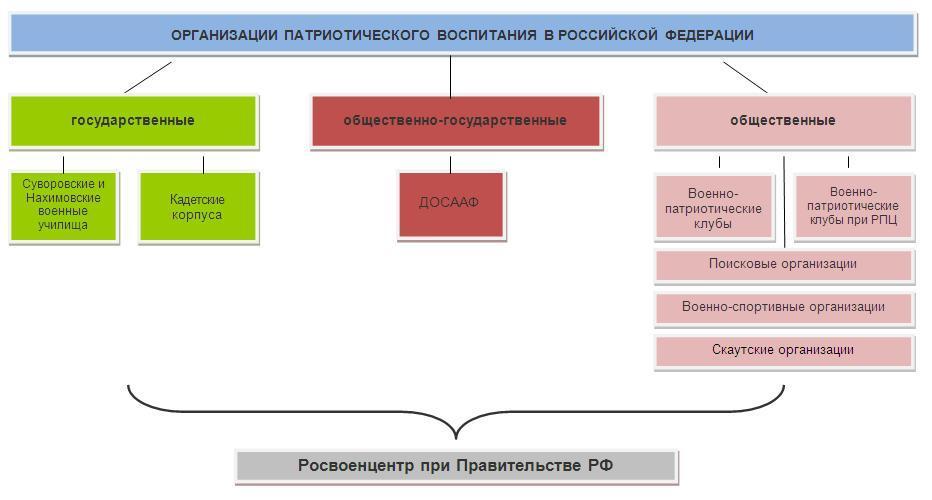 ОРГАНИЗАЦИИ ПАТРИОТИЧЕСКОГО ВОСПИТАНИЯ В РОССИЙСКОЙ ФЕДЕРАЦИИ
государственные
общественно-государственные
общественные
Суворовские и
Нахимовские
военные
училища
Кадетские
корпуса
ДОСААФ
Военно-
патриотические
клубы
Военно-
патриотические
клубы при РПЦ
Поисковые организации
Военно-спортивные организации
Скаутские организации
Росвоенцентр при Правительстве РФ